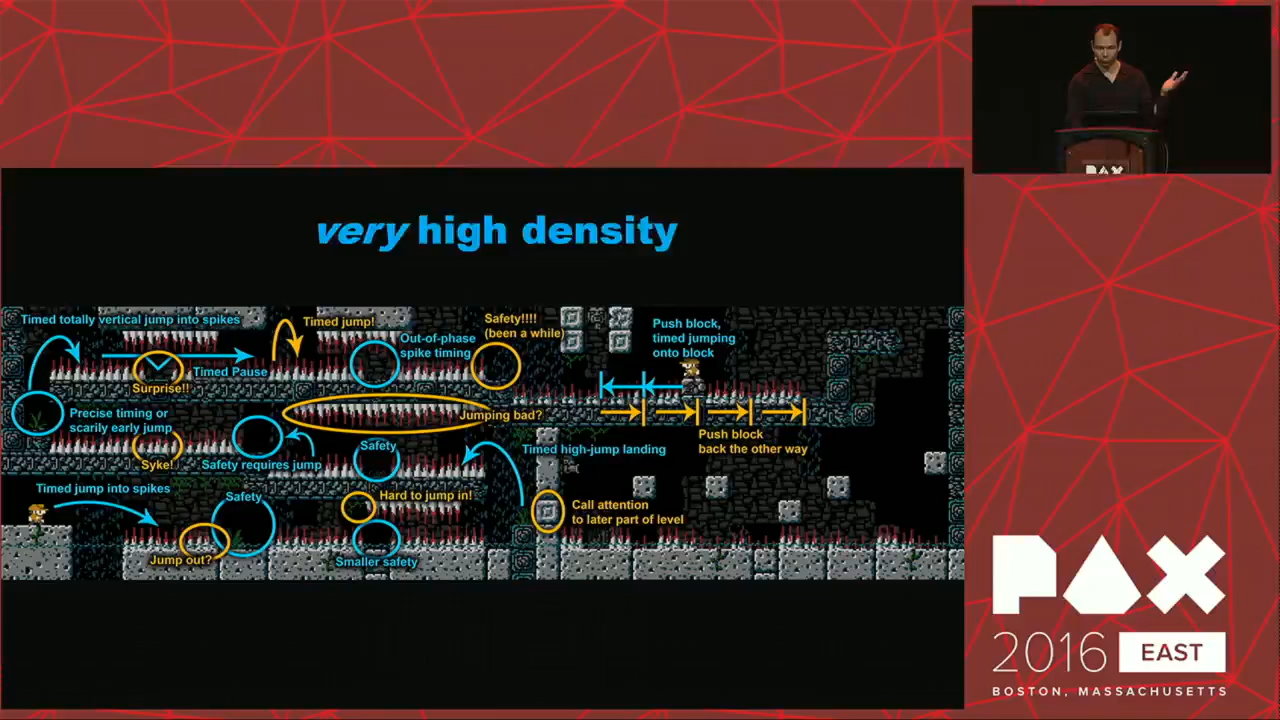 very high density
Timed totally vertical jump into spikes
Timed jump!
Safety!!!!
(been a while)
Out-of-phase
spike timing
Push block,
timed jumping
onto block
Timed Pause
Surprise!!
Precise timing or
scarily early jump
Jumping bad?
Push block
back the other way
Safety
Timed high-jump landing
Syke!
Safety requires jump
Timed jump into spikes
Safety
Hard to jump in!
Call attention
to later part of level
Jump out?
Smaller safety
PAX
PAX
2016 EAST
BOSTON, MASSACHUSETTS